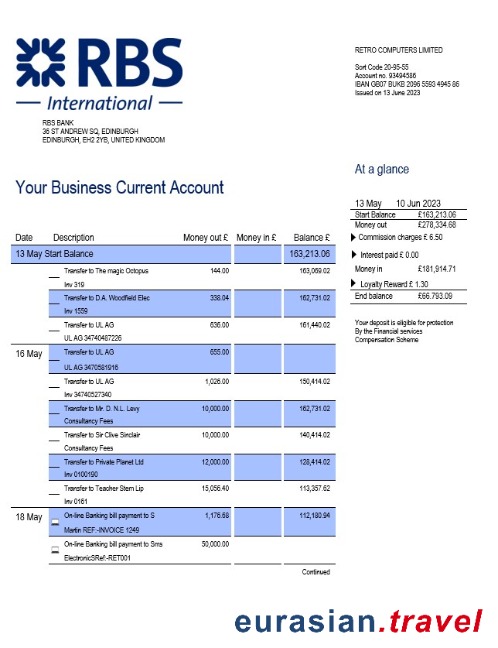 RBS
International
RBS BANK
36 ST ANDREW SQ, EDINBURGH
EDINBURGH, EH2 2YB, UNITED KINGDOM
RETRO COMPUTERS LIMITED
Sort Code 20-95-55
Account no. 93494586
IBAN GB07 BUKB 2096 5593 4945 86
Issued on 13 June 2023
At a glance
13 May 10 Jun 2023
Start Balance £163,213.06
Money out £278,334.68
Commission charges £ 6.50
Interest paid £ 0.00
Money in £181,914.71
Loyalty Reward £ 1.30
End balance £66.793.09
Your deposit is eligible for protection
By the Financial services
Compensation Scheme
Your Business Current Account
Date Description Money out £ Money in £ Balance £
13 May Start Balance 163,213.06
Transfer to The magic Octopus 144.00 163,069.02
Inv 319
Transfer to D.A. Woodfield Elec 338.04 162,731.02
Inv 1559
Transfer to UL AG 636.00 161,440.02
UL AG 34740487226
16 May Transfer to UL AG 655.00
UL AG 3470581916
Transfer to UL AG 1,026.00 150,414.02
Inv 34740527340
Transfer to Mr. D. N.L. Levy 10,000.00 162,731.02
Consultancy Fees
Transfer to Sir Clive Sinclair 10,000.00 140,414.02
Consultancy Fees
Transfer to Private Planet Ltd 12,000.00 128,414.02
Inv 0100190
Transfer to Teacher Stem Lip 15,056.40 113,357.62
Inv 0161
18 May On-line Banking bill payment to S 1,176.68 112,180.94
Martin REF:-INVOICE 1249
On-line Banking bill payment to Sms 50,000.00
ElectronicSRef:-RET001
Continued
eurasian.travel